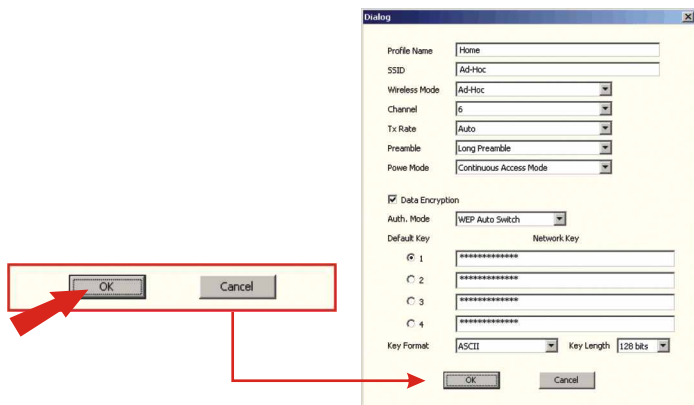 Dialog
Profile Name Home
SSID Ad-Hoc
Wireless Mode Ad-Hoc
Channel 6
Tx Rate Auto
Preamble Long Preamble
Powe Mode Continuous Access Mode
Data Encryption
Auth. Mode WEP Auto Switch
Default Key Network Key
1 *************
2 *************
3 *************
4 *************
Key Format ASCII Key Length 128 bits
OK Cancel
OK Cancel